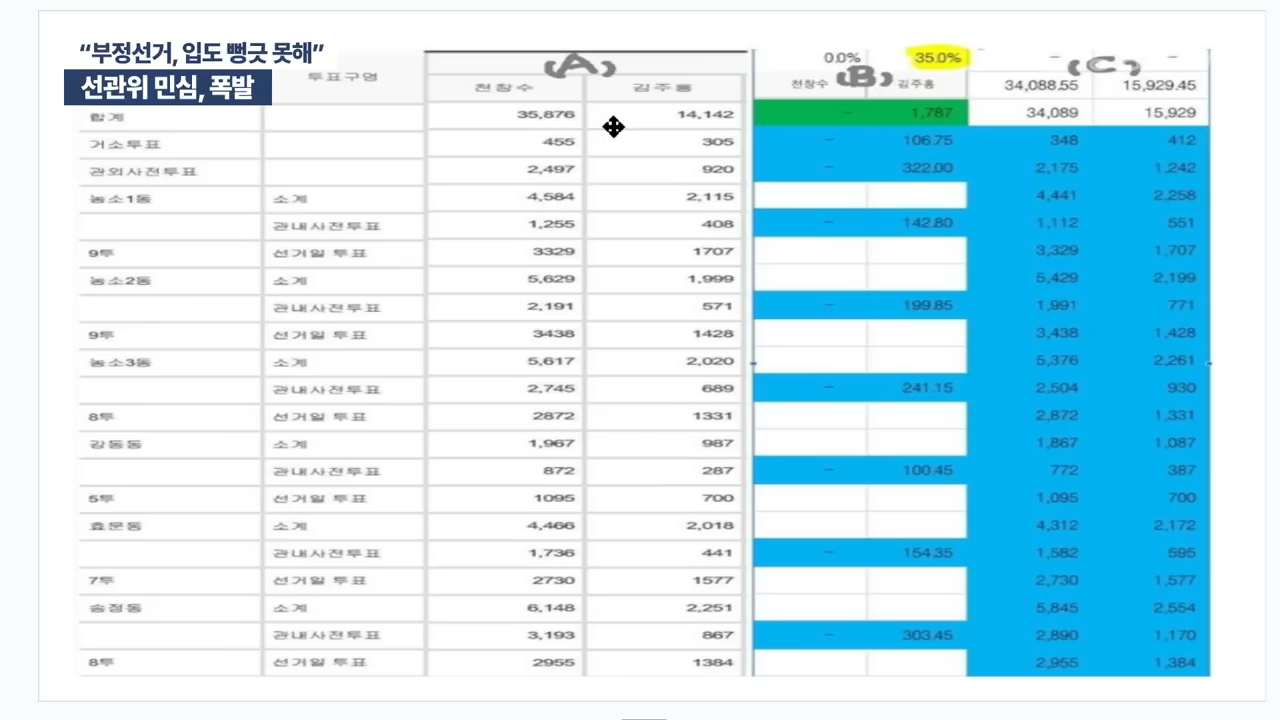 “부정선거, 입도 뻥긋 못해”
선관위 민심, 폭발
투표구명 (A) 0.0% 35.0% – (C) –
천창수 김주홍 천창수 (B) 김주홍 34,088.55 15,929.45
합계 35,876 14,142 – 1,787 34,089 15,929
거소투표 455 305 – 106.75 348 412
관외사전투표 2,497 920 – 322.00 2,175 1,242
농소1동 소계 4,584 2,115 4,441 2,258
관내사전투표 1,255 408 – 142.80 1,112 551
9투 선거일 투표 3329 1707 3,329 1,707
농소2동 소계 5,629 1,999 5,429 2,199
관내사전투표 2,191 571 – 199.85 1,991 771
9투 선거일 투표 3438 1428 3,438 1,428
농소3동 소계 5,617 2,020 5,376 2,261
관내사전투표 2,745 689 – 241.15 2,504 930
8투 선거일 투표 2872 1331 2,872 1,331
강동동 소계 1,967 987 1,867 1,087
관내사전투표 872 287 – 100.45 772 387
5투 선거일 투표 1095 700 1,095 700
효문동 소계 4,466 2,018 4,312 2,172
관내사전투표 1,736 441 – 154.35 1,582 595
7투 선거일 투표 2730 1577 2,730 1,577
송정동 소계 6,148 2,251 5,845 2,554
관내사전투표 3,193 867 – 303.45 2,890 1,170
8투 선거일 투표 2955 1384 2,955 1,384